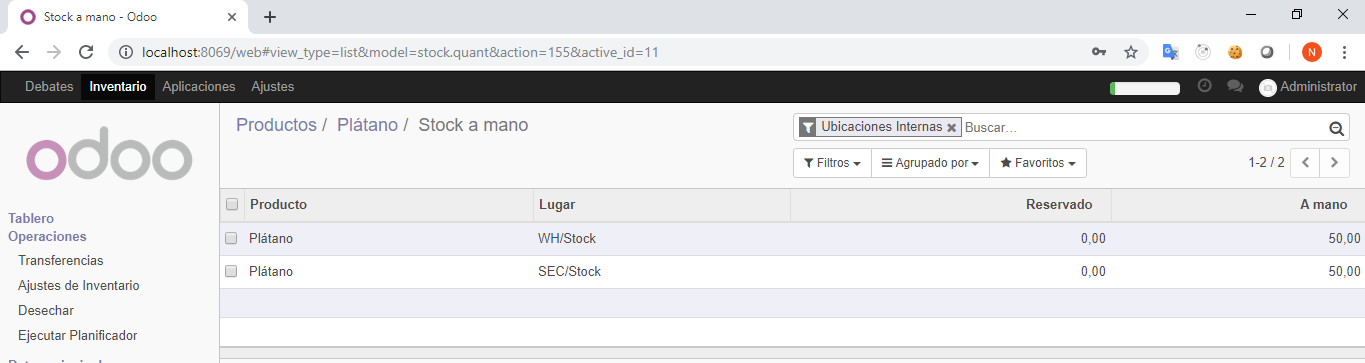 Stock a mano - Odoo
localhost:8069/web#view_type=list&model=stock.quant&action=155&active_id=11
N
Debates Inventario Aplicaciones Ajustes Administrator
odoo
Productos / Plátano / Stock a mano
Ubicaciones Internas Buscar...
Filtros Agrupado por Favoritos 1-2 / 2
Producto Lugar Reservado A mano
Plátano WH/Stock 0,00 50,00
Plátano SEC/Stock 0,00 50,00
Tablero
Operaciones
Transferencias
Ajustes de Inventario
Desechar
Ejecutar Planificador